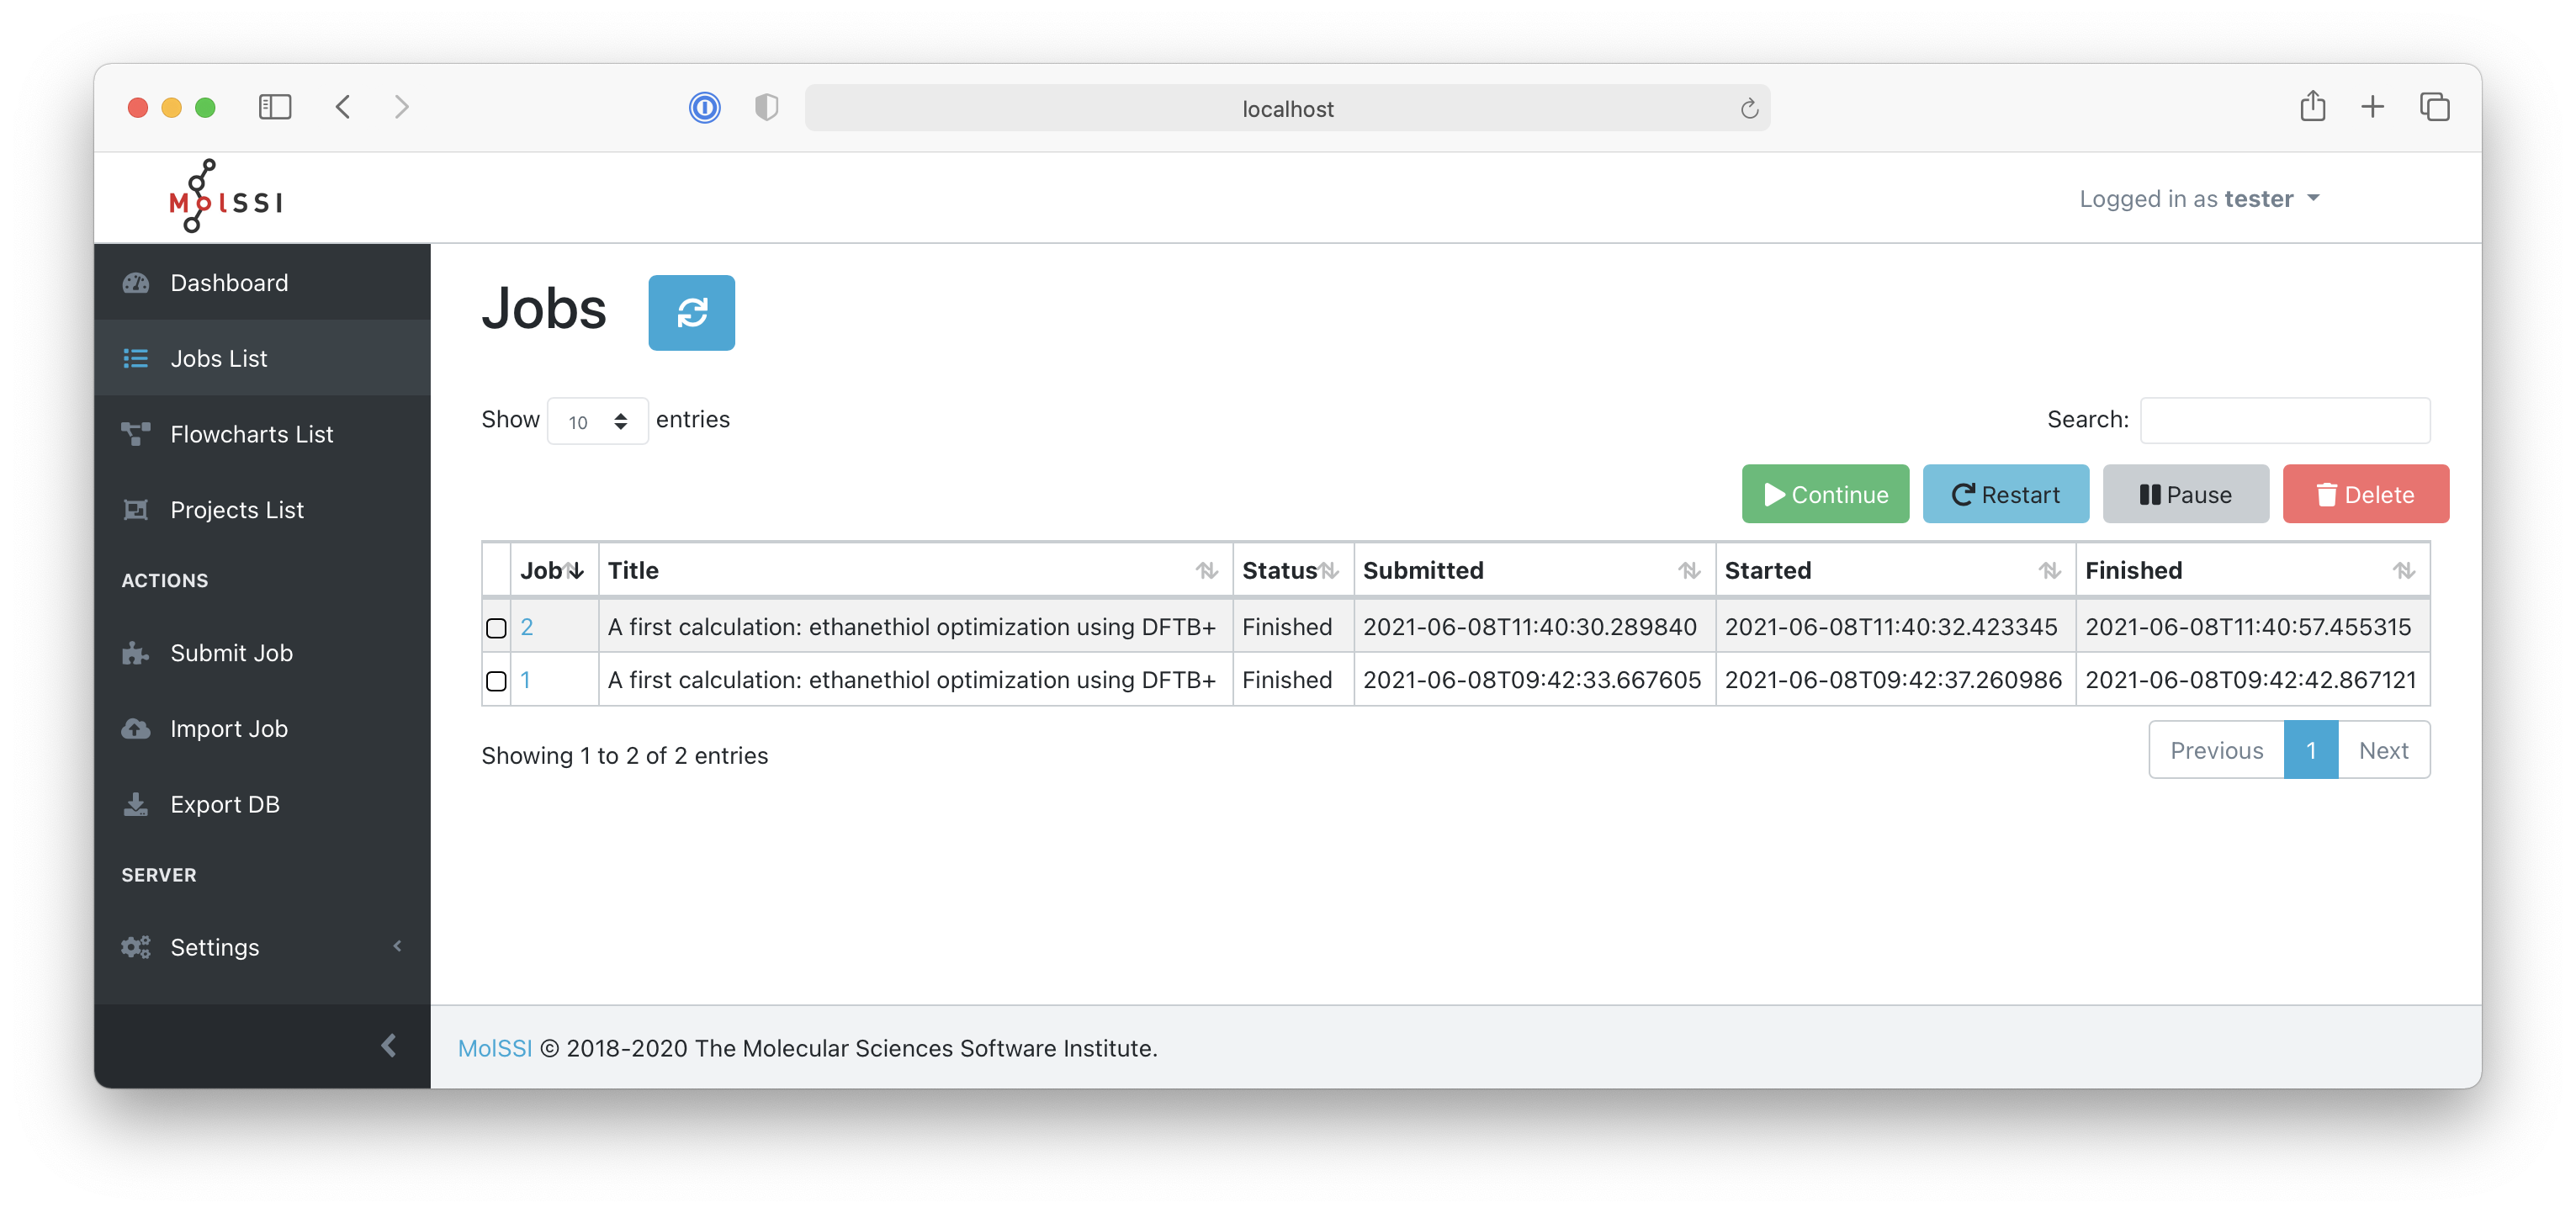 localhost
MolSSI
Logged in as tester
Dashboard
Jobs List
Flowcharts List
Projects List
ACTIONS
Submit Job
Import Job
Export DB
SERVER
Settings
Jobs
Show 10 entries
Search:
Continue Restart Pause Delete
Job Title Status Submitted Started Finished
2 A first calculation: ethanethiol optimization using DFTB+ Finished 2021-06-08T11:40:30.289840 2021-06-08T11:40:32.423345 2021-06-08T11:40:57.455315
1 A first calculation: ethanethiol optimization using DFTB+ Finished 2021-06-08T09:42:33.667605 2021-06-08T09:42:37.260986 2021-06-08T09:42:42.867121
Showing 1 to 2 of 2 entries
Previous 1 Next
MolSSI © 2018-2020 The Molecular Sciences Software Institute.